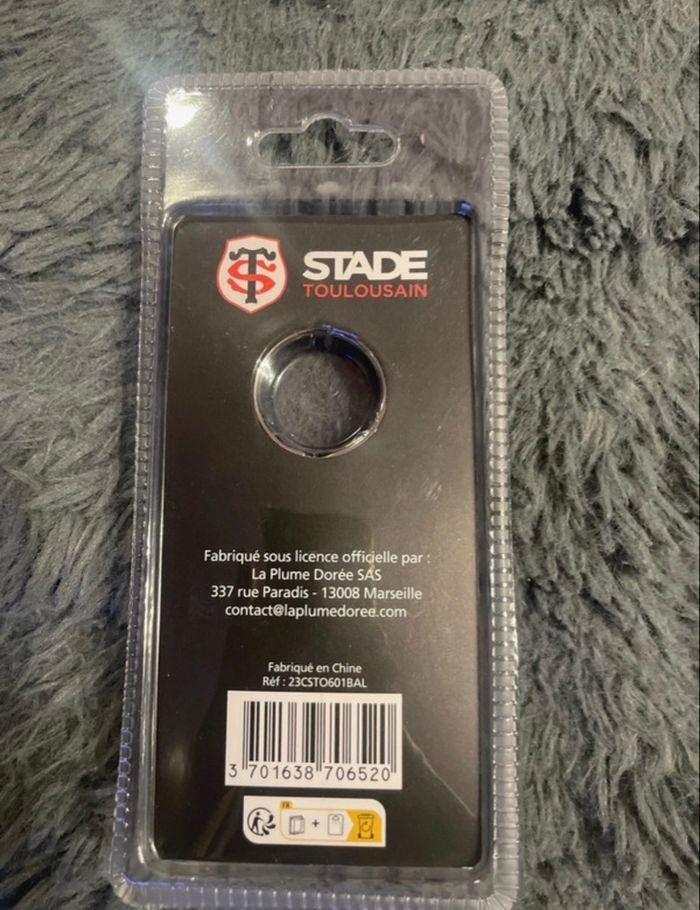 STADE
TOULOUSAIN
Fabriqué sous licence officielle par :
La Plume Dorée SAS
337 rue Paradis - 13008 Marseille
contact@laplumedoree.com
Fabriqué en Chine
Réf : 23CSTO601BAL
3 701638 706520
FR
+